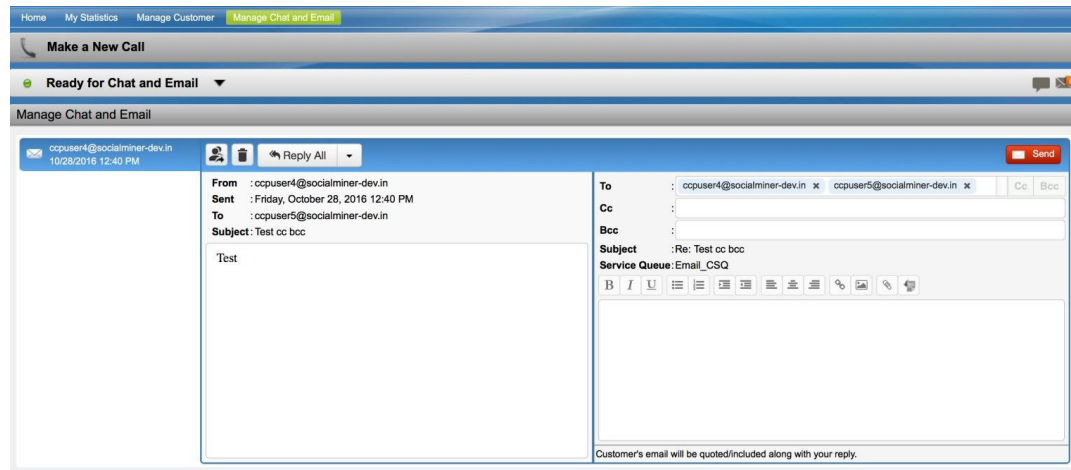 Home My Statistics Manage Customer Manage Chat and Email
Make a New Call
Ready for Chat and Email
Manage Chat and Email
ccpuser4@socialminer-dev.in
10/28/2016 12:40 PM
Reply All
Send
From : ccpuser4@socialminer-dev.in
Sent : Friday, October 28, 2016 12:40 PM
To : ccpuser5@socialminer-dev.in
Subject : Test cc bcc
Test
To : ccpuser4@socialminer-dev.in x ccpuser5@socialminer-dev.in x Cc Bcc
Cc :
Bcc :
Subject :Re: Test cc bcc
Service Queue:Email_CSQ
B I U
Customer's email will be quoted/included along with your reply.